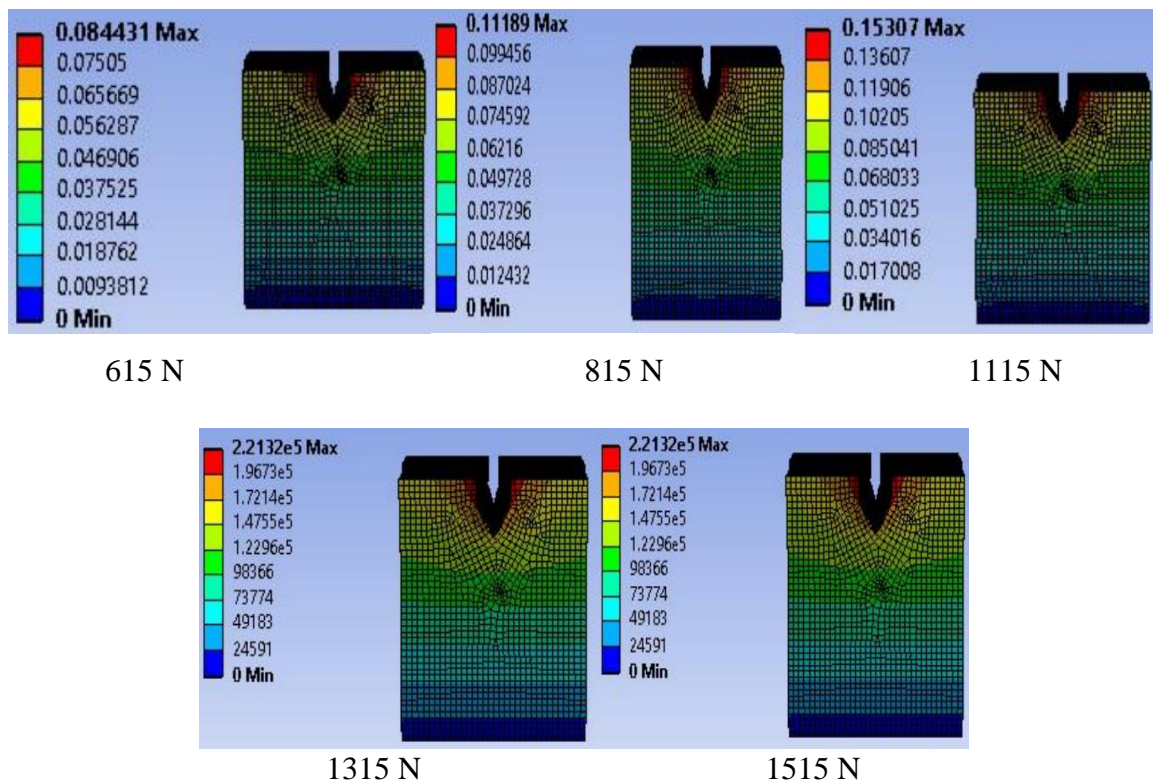 0.084431 Max
0.07505
0.065669
0.056287
0.046906
0.037525
0.028144
0.018762
0.0093812
0 Min
0.11189 Max
0.099456
0.087024
0.074592
0.06216
0.049728
0.037296
0.024864
0.012432
0 Min
0.15307 Max
0.13607
0.11906
0.10205
0.085041
0.068033
0.051025
0.034016
0.017008
0 Min
615 N
815 N
1115 N
2.2132e5 Max
1.9673e5
1.7214e5
1.4755e5
1.2296e5
98366
73774
49183
24591
0 Min
2.2132e5 Max
1.9673e5
1.7214e5
1.4755e5
1.2296e5
98366
73774
49183
24591
0 Min
1315 N
1515 N